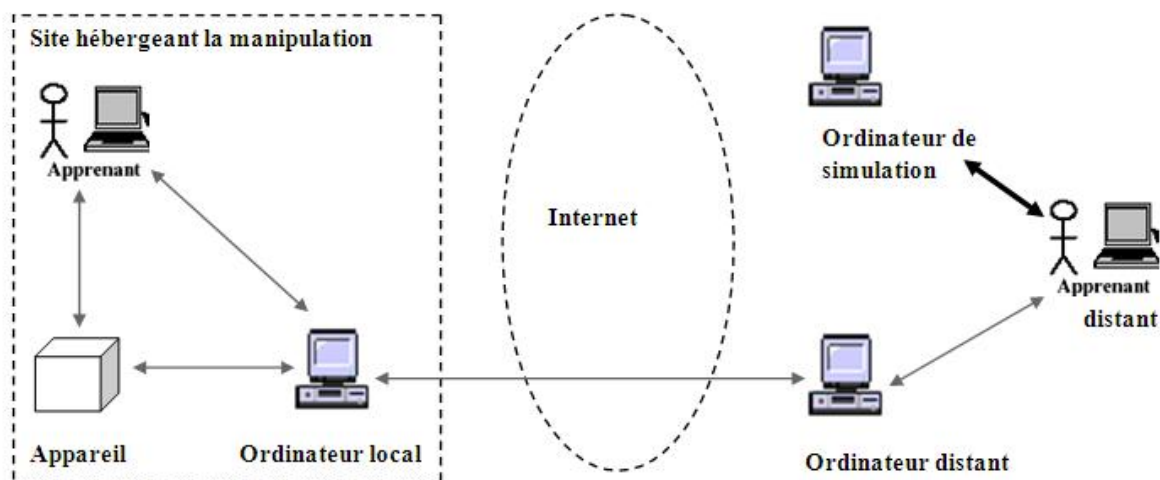 Site hébergeant la manipulation
Apprenant
Appareil
Ordinateur local
Internet
Ordinateur de
simulation
Apprenant
distant
Ordinateur distant